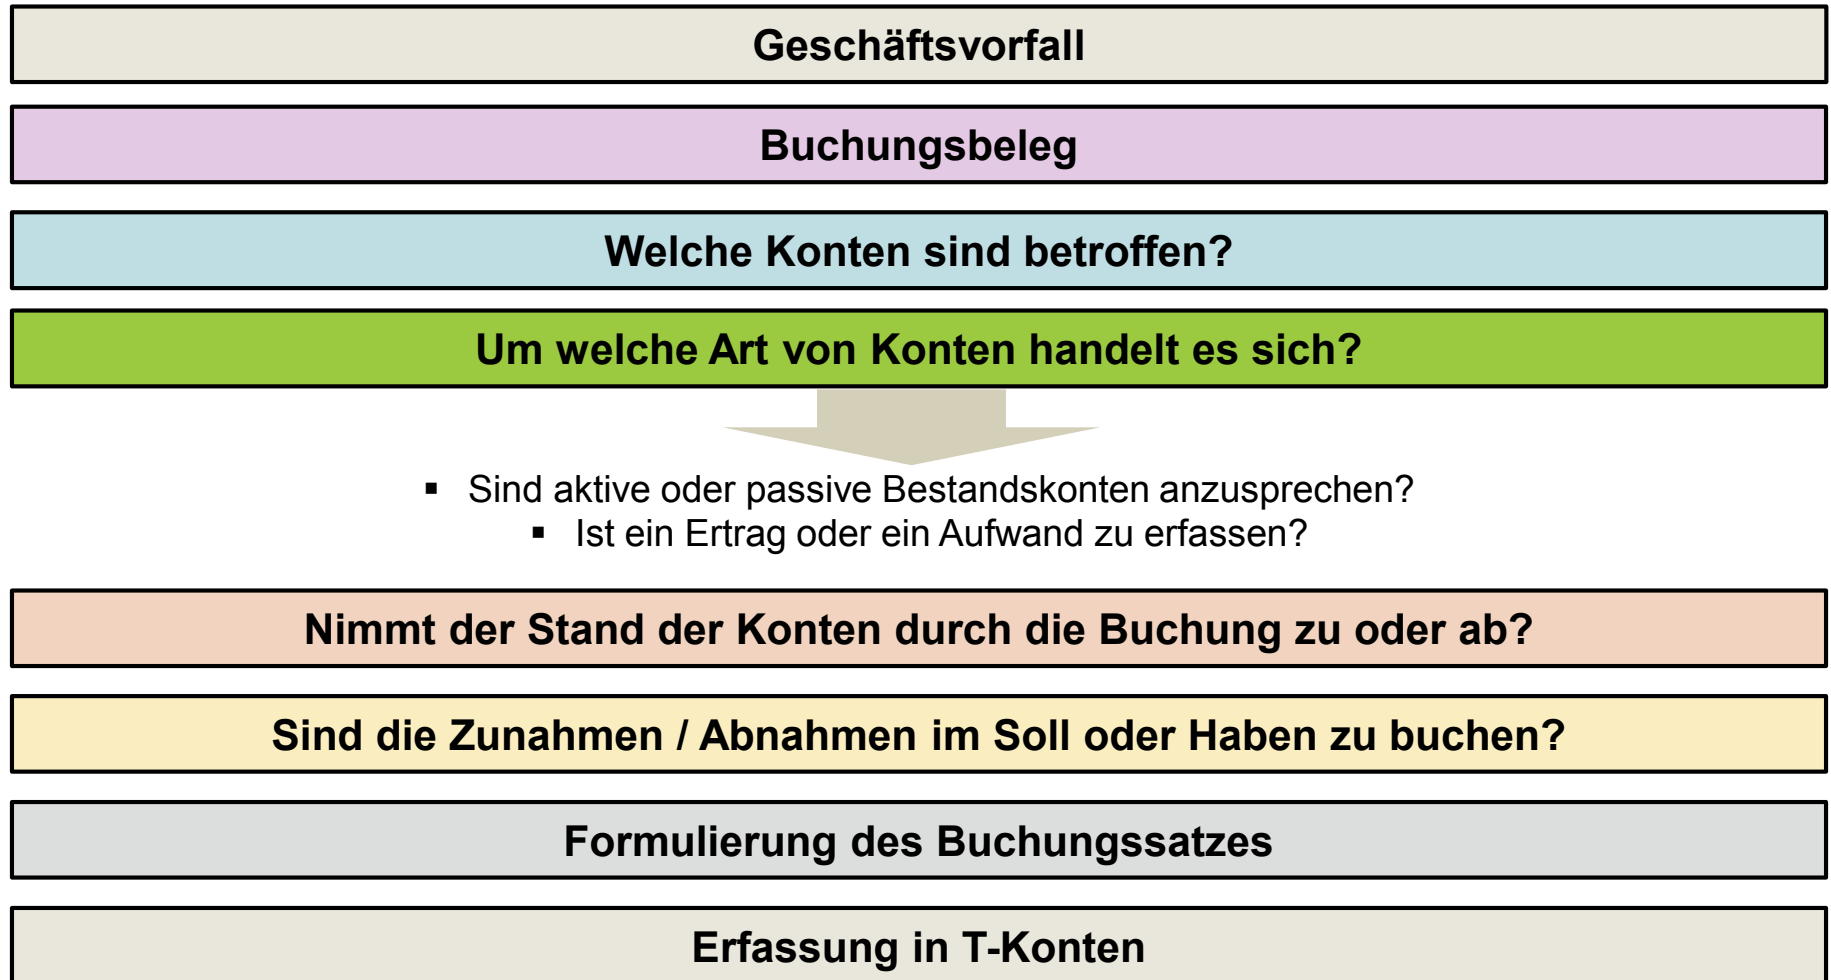 Geschäftsvorfall
Buchungsbeleg
Welche Konten sind betroffen?
Um welche Art von Konten handelt es sich?
▪ Sind aktive oder passive Bestandskonten anzusprechen?
▪ Ist ein Ertrag oder ein Aufwand zu erfassen?
Nimmt der Stand der Konten durch die Buchung zu oder ab?
Sind die Zunahmen / Abnahmen im Soll oder Haben zu buchen?
Formulierung des Buchungssatzes
Erfassung in T-Konten